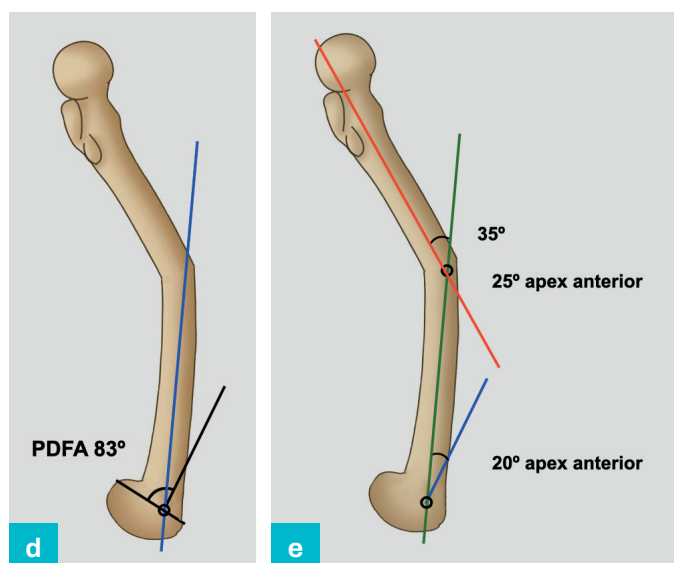 PDFA 83º
d
35º
25º apex anterior
20º apex anterior
e